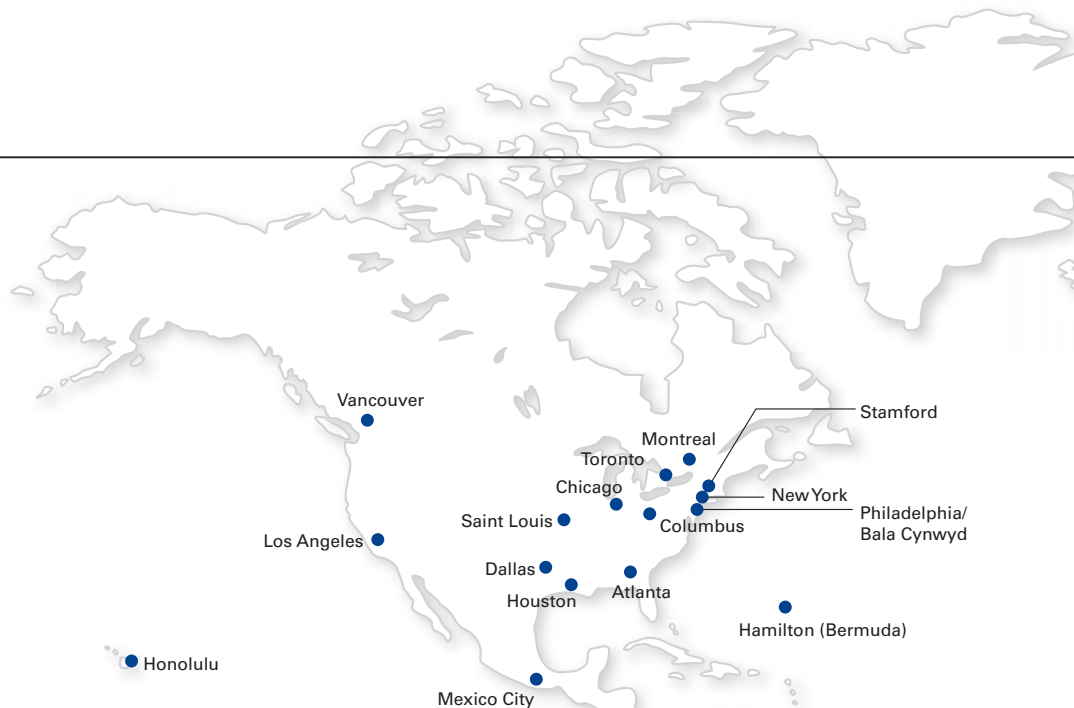 Vancouver
Stamford
Montreal
Toronto
Chicago
New York
Philadelphia/
Bala Cynwyd
Saint Louis
Columbus
Los Angeles
Dallas
Houston
Atlanta
Hamilton (Bermuda)
Honolulu
Mexico City